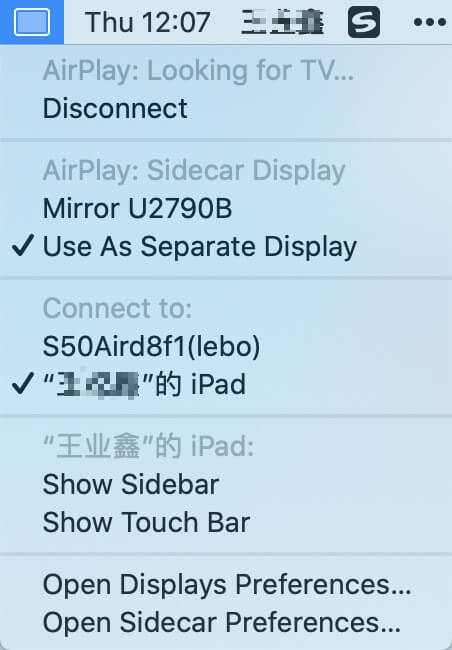 Thu 12:07
AirPlay: Looking for TV...
Disconnect
AirPlay: Sidecar Display
Mirror U2790B
✓ Use As Separate Display
Connect to:
S50Aird8f1(lebo)
✓ “ ”的 iPad
“王业鑫”的 iPad:
Show Sidebar
Show Touch Bar
Open Displays Preferences...
Open Sidecar Preferences...